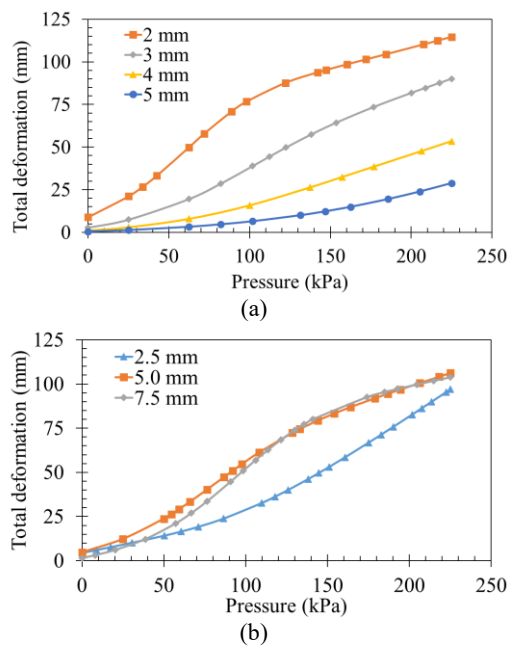 125
100
75
50
25
0
Total deformation (mm)
2 mm
3 mm
4 mm
5 mm
0 50 100 150 200 250
Pressure (kPa)
(a)
125
100
75
50
25
0
Total deformation (mm)
2.5 mm
5.0 mm
7.5 mm
0 50 100 150 200 250
Pressure (kPa)
(b)